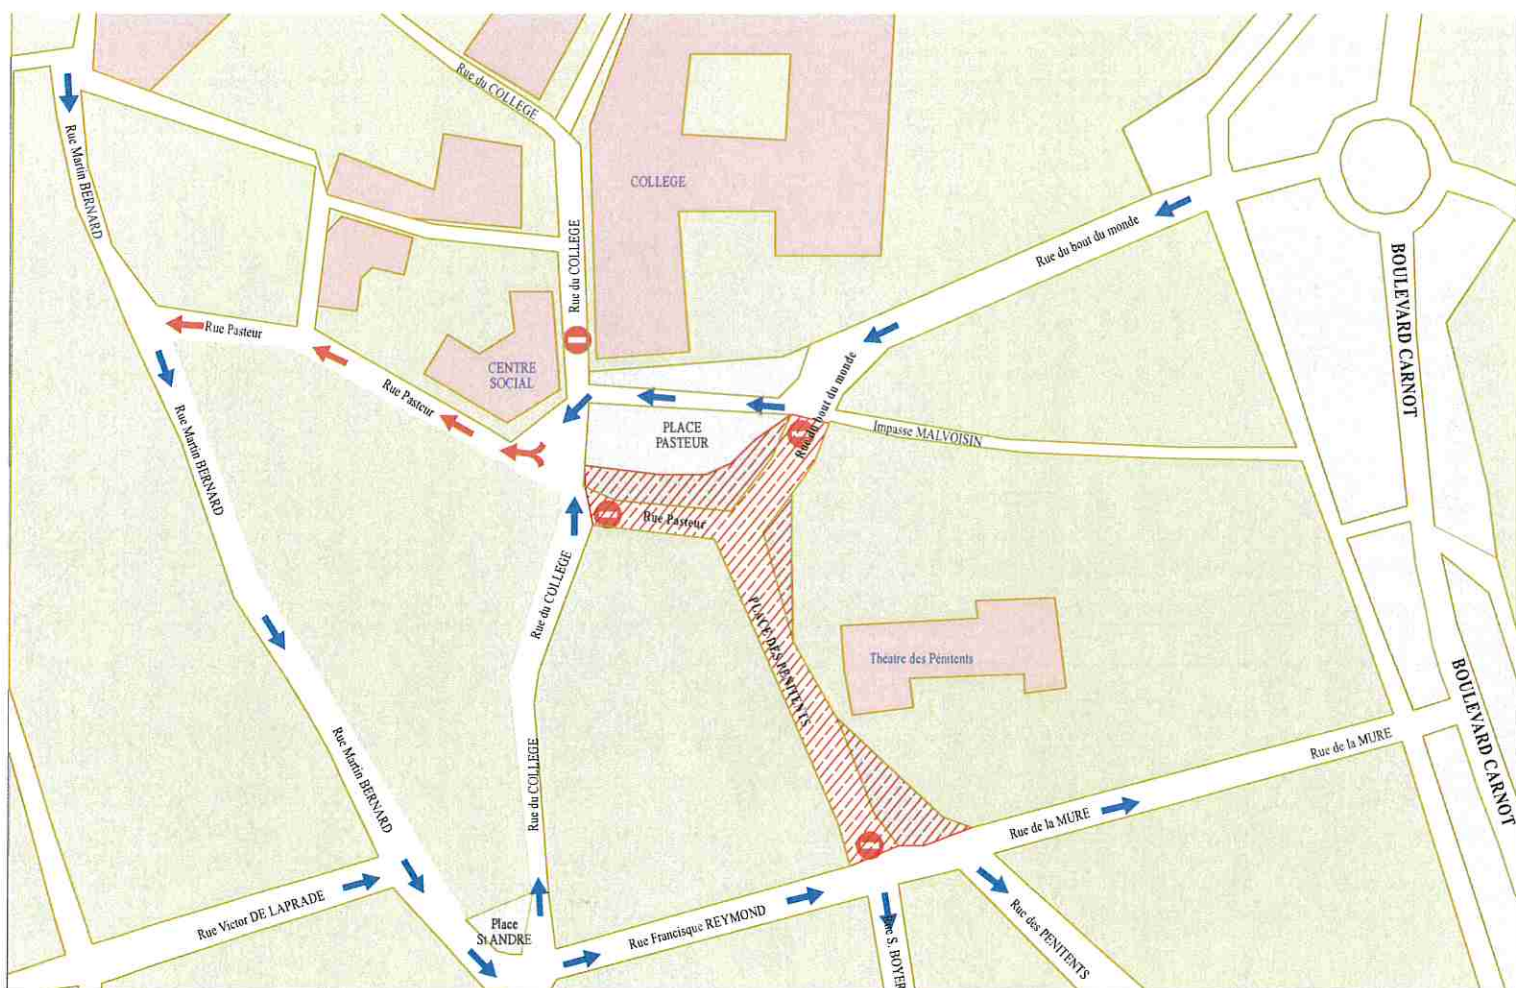 Rue du COLLEGE
Rue Martin BERNARD
COLLEGE
Rue du bout du monde
Rue du COLLEGE
BOULEVARD CARNOT
Rue Pasteur
CENTRE
SOCIAL
Rue Pasteur
Rue du bout du monde
PLACE
PASTEUR
Impasse MALVOISIN
Rue Martin BERNARD
Rue Pasteur
Rue du COLLEGE
PLACE DES PENITENTS
Théatre des Pénitents
BOULEVARD CARNOT
Rue de la MURE
Rue Martin BERNARD
Rue du COLLEGE
Rue de la MURE
Rue Victor DE LAPRADE
Place
St ANDRE
Rue Francisque REYMOND
Rue S. BOYER
Rue des PENITENTS